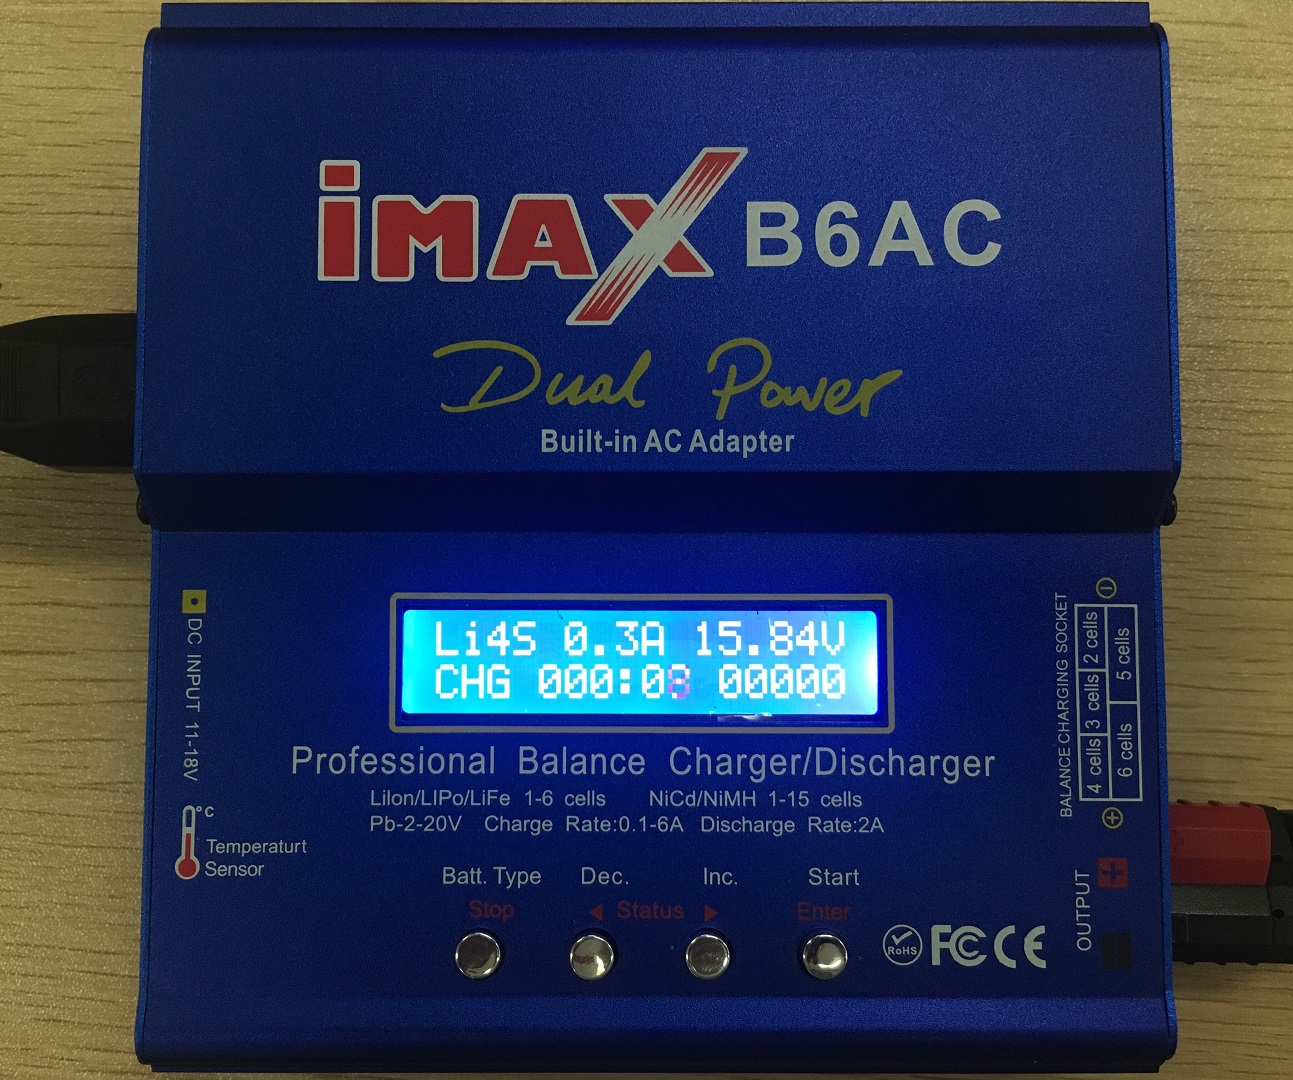 iMAX B6AC
Dual Power
Built-in AC Adapter
DC INPUT 11-18V
Li4S 0.3A 15.84V
CHG 000:08 00000
BALANCE CHARGING SOCKET
4 cells 3 cells 2 cells
6 cells 5 cells
Professional Balance Charger/Discharger
LiIon/LIPo/LiFe 1-6 cells NiCd/NiMH 1-15 cells
Pb-2-20V Charge Rate:0.1-6A Discharge Rate:2A
°C
Temperaturt
Sensor
Batt. Type Dec. Inc. Start
Stop ◀ Status ▶ Enter
OUTPUT
+
RoHS FC CE